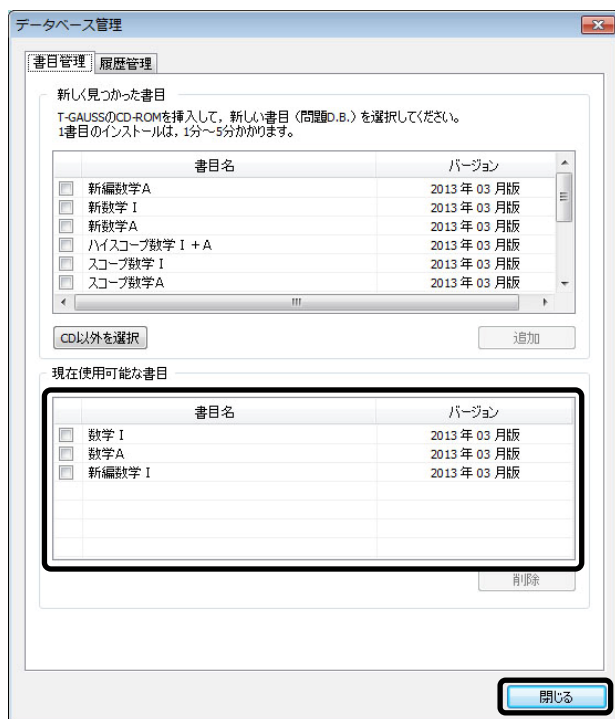 データベース管理
書目管理 履歴管理
新しく見つかった書目
T-GAUSSのCD-ROMを挿入して，新しい書目（問題D.B.）を選択してください。
1書目のインストールは，1分～5分かかります。
書目名 バージョン
新編数学A 2013 年 03 月版
新数学Ⅰ 2013 年 03 月版
新数学A 2013 年 03 月版
ハイスコープ数学Ⅰ＋A 2013 年 03 月版
スコープ数学Ⅰ 2013 年 03 月版
スコープ数学A 2013 年 03 月版
CD以外を選択 追加
現在使用可能な書目
書目名 バージョン
数学Ⅰ 2013 年 03 月版
数学A 2013 年 03 月版
新編数学Ⅰ 2013 年 03 月版
削除
閉じる